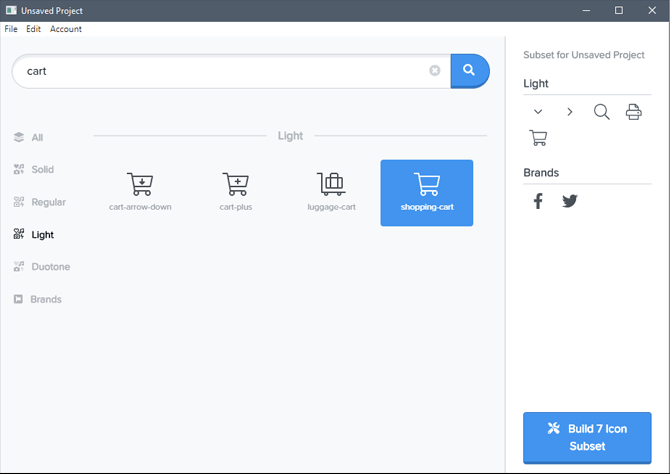 Unsaved Project
File Edit Account
cart
Subset for Unsaved Project
Light
Brands
All
Solid
Regular
Light
Duotone
Brands
Light
cart-arrow-down cart-plus luggage-cart shopping-cart
Build 7 Icon
Subset